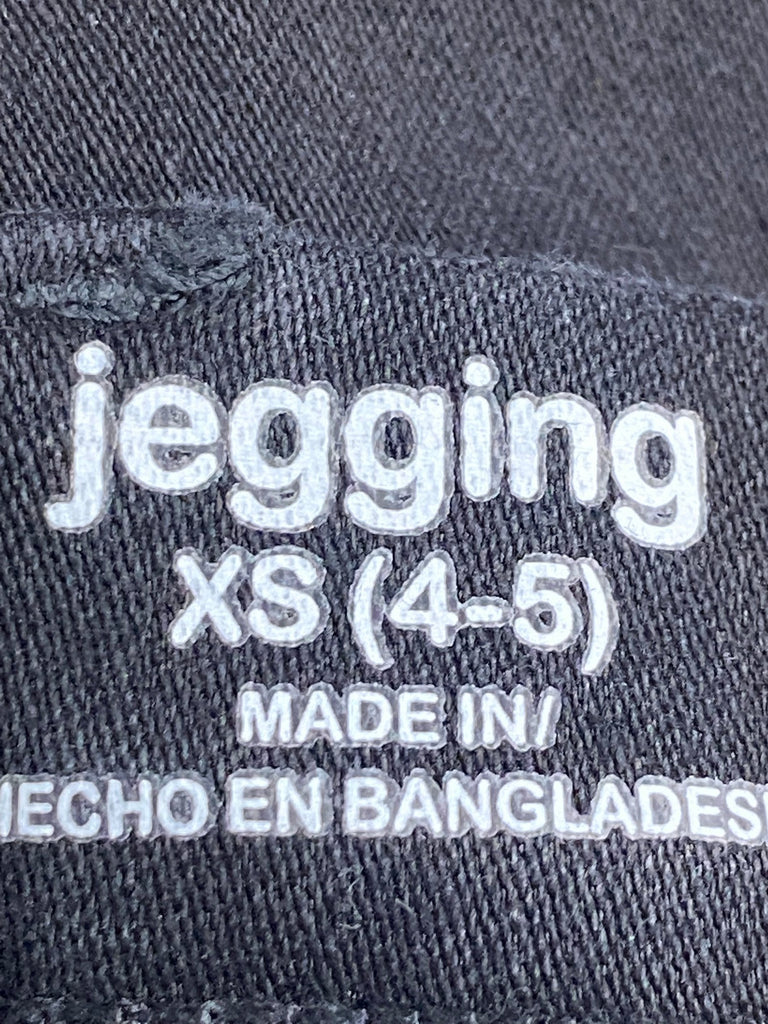 jegging
XS (4-5)
MADE IN/
HECHO EN BANGLADESH